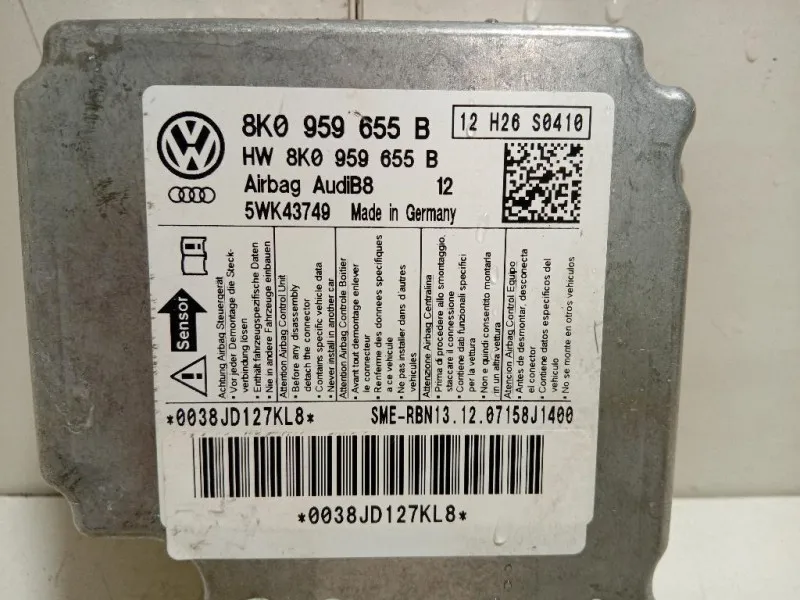 8K0 959 655 B
12 H26 S0410
HW 8K0 959 655 B
Airbag AudiB8 12
5WK43749 Made in Germany
Sensor
Achtung Airbag Steuergerät
• Vor jeder Demontage die Steck-
verbindung lösen
• Enthält fahrzeugspezifische Daten
• Nie in andere Fahrzeuge einbauen
Attention Airbag Control Unit
• Before any disassembly
detach the connector
• Contains specific vehicle data
• Never install in another car
Attention Airbag Controle Boitier
• Avant tout demontage enlever
le connecteur
• Renferme des donnees specifiques
a ce vehicule
• Ne pas installer dans d'autres
vehicules
Attenzione Airbag Centralina
• Prima di procedere allo smontaggio,
staccare il connessione
• Contiene dati funzionali specifici
per la vettura
• Non e quindi consentito montarla
in un altra vettura
Atencion Airbag Control Equipo
• Antes de desmontar, desconecta
el conector
• Contiene datos especificos del
vehiculo
• No se monte en otros vehiculos
*0038JD127KL8* SME-RBN13.12.07158J1400
*0038JD127KL8*